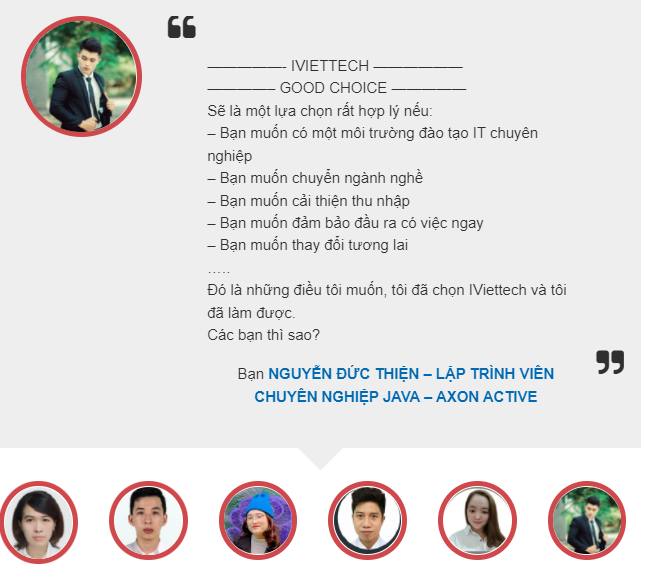 —————- IVIETTECH ——————
————– GOOD CHOICE —————
Sẽ là một lựa chọn rất hợp lý nếu:
– Bạn muốn có một môi trường đào tạo IT chuyên
nghiệp
– Bạn muốn chuyển ngành nghề
– Bạn muốn cải thiện thu nhập
– Bạn muốn đảm bảo đầu ra có việc ngay
– Bạn muốn thay đổi tương lai
…..
Đó là những điều tôi muốn, tôi đã chọn IViettech và tôi
đã làm được.
Các bạn thì sao?
Bạn NGUYỄN ĐỨC THIỆN – LẬP TRÌNH VIÊN
CHUYÊN NGHIỆP JAVA – AXON ACTIVE